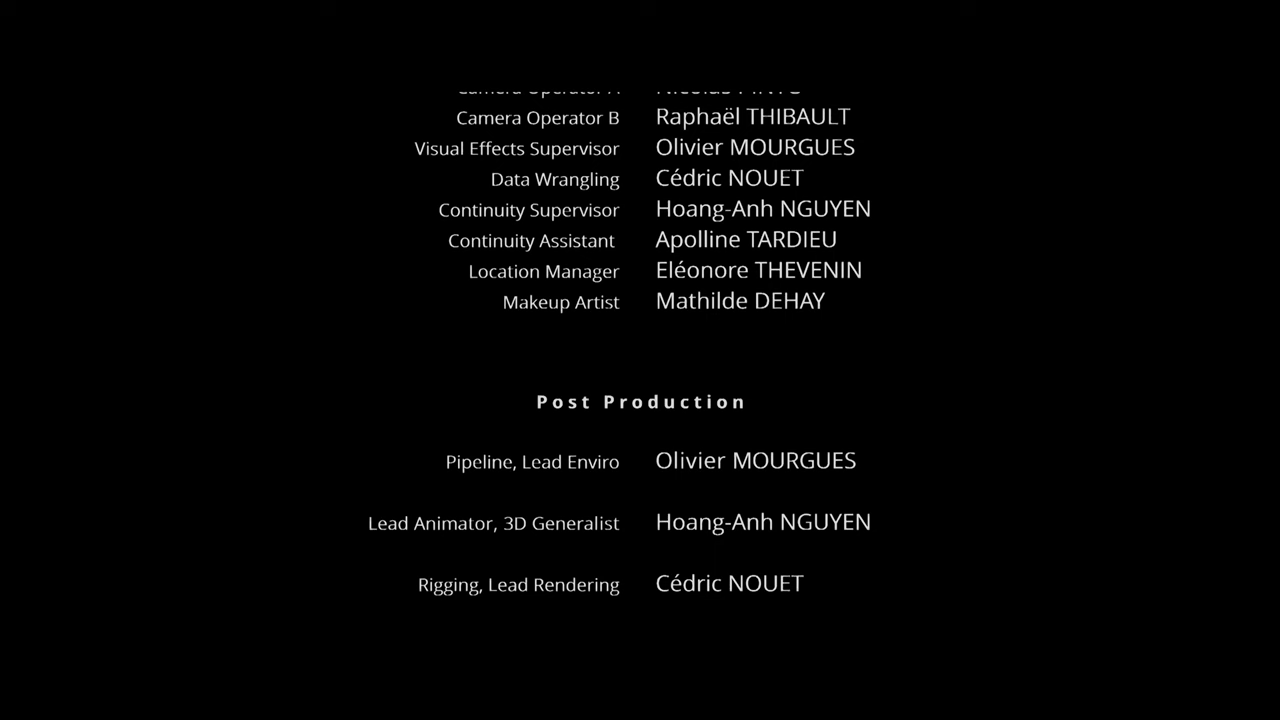 Camera Operator B Raphaël THIBAULT
Visual Effects Supervisor Olivier MOURGUES
Data Wrangling Cédric NOUET
Continuity Supervisor Hoang-Anh NGUYEN
Continuity Assistant Apolline TARDIEU
Location Manager Eléonore THEVENIN
Makeup Artist Mathilde DEHAY
Post Production
Pipeline, Lead Enviro Olivier MOURGUES
Lead Animator, 3D Generalist Hoang-Anh NGUYEN
Rigging, Lead Rendering Cédric NOUET